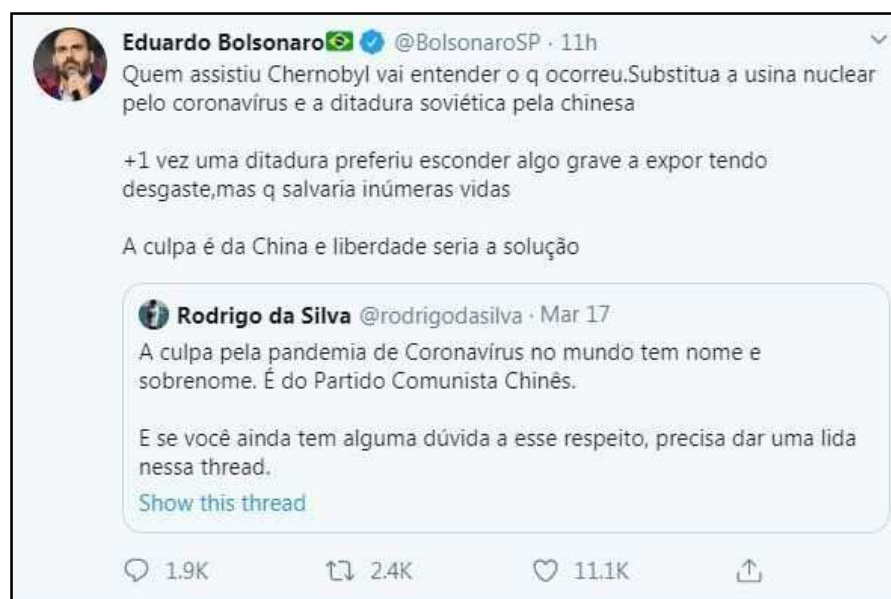 Eduardo Bolsonaro🇧🇷 @BolsonaroSP · 11h
Quem assistiu Chernobyl vai entender o q ocorreu.Substitua a usina nuclear
pelo coronavírus e a ditadura soviética pela chinesa
+1 vez uma ditadura preferiu esconder algo grave a expor tendo
desgaste,mas q salvaria inúmeras vidas
A culpa é da China e liberdade seria a solução
Rodrigo da Silva @rodrigodasilva · Mar 17
A culpa pela pandemia de Coronavírus no mundo tem nome e
sobrenome. É do Partido Comunista Chinês.
E se você ainda tem alguma dúvida a esse respeito, precisa dar uma lida
nessa thread.
Show this thread
1.9K 2.4K 11.1K